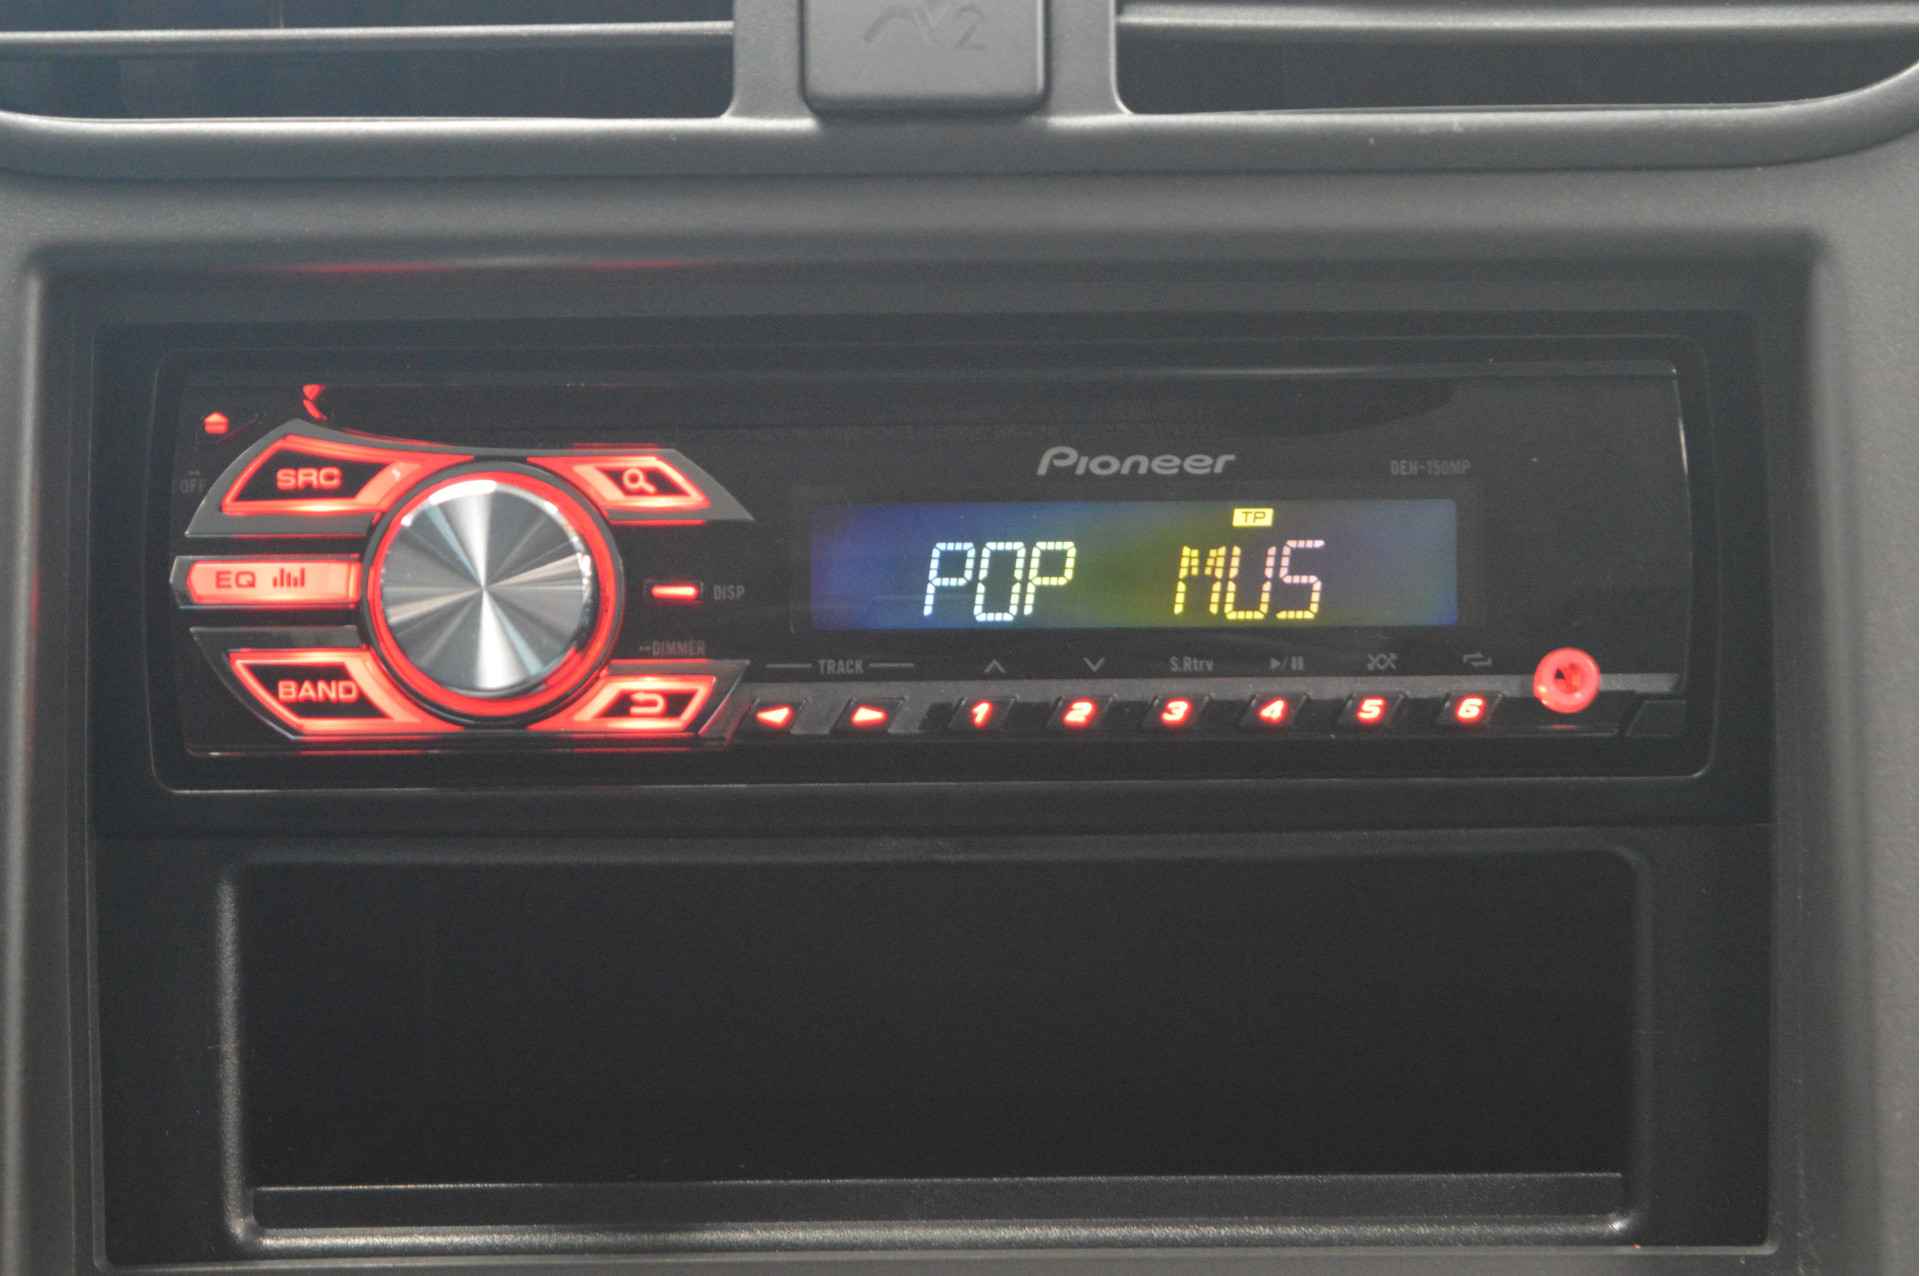 Pioneer
DEH-150MP
SRC
OFF
TP
POP MUS
EQ
DISP
DIMMER
TRACK
S.Rtrv
BAND
1 2 3 4 5 6